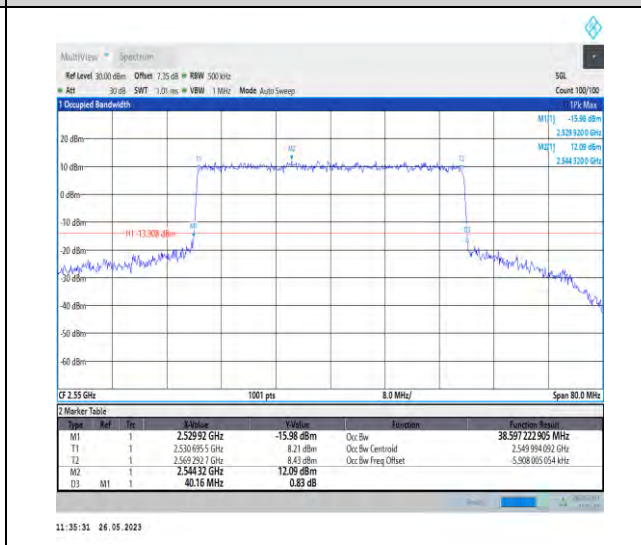 MultiView Spectrum
Ref Level 30.00 dBm Offset 7.35 dB RBW 500 kHz SGL
Att 30 dB SWT 1.01 ms VBW 1 MHz Mode Auto Sweep Count 100/100
1 Occupied Bandwidth 1Pk Max
M1[1] -15.98 dBm
2.529 9200 GHz
M2[1] 12.09 dBm
2.544 3200 GHz
20 dBm
M2
T1 T2
10 dBm
0 dBm
-10 dBm
M1
H1 -13.908 dBm
D3
-20 dBm
-30 dBm
-40 dBm
-50 dBm
-60 dBm
CF 2.55 GHz 1001 pts 8.0 MHz/ Span 80.0 MHz
2 Marker Table
Type Ref Trc X-Value Y-Value Function Function Result
M1 1 2.529 92 GHz -15.98 dBm Occ Bw 38.597 222 905 MHz
T1 1 2.530 695 5 GHz 8.21 dBm Occ Bw Centroid 2.549 994 092 GHz
T2 1 2.569 292 7 GHz 8.43 dBm Occ Bw Freq Offset -5.908 005 054 kHz
M2 1 2.544 32 GHz 12.09 dBm
D3 M1 1 40.16 MHz 0.83 dB
11:35:31 26.05.2023